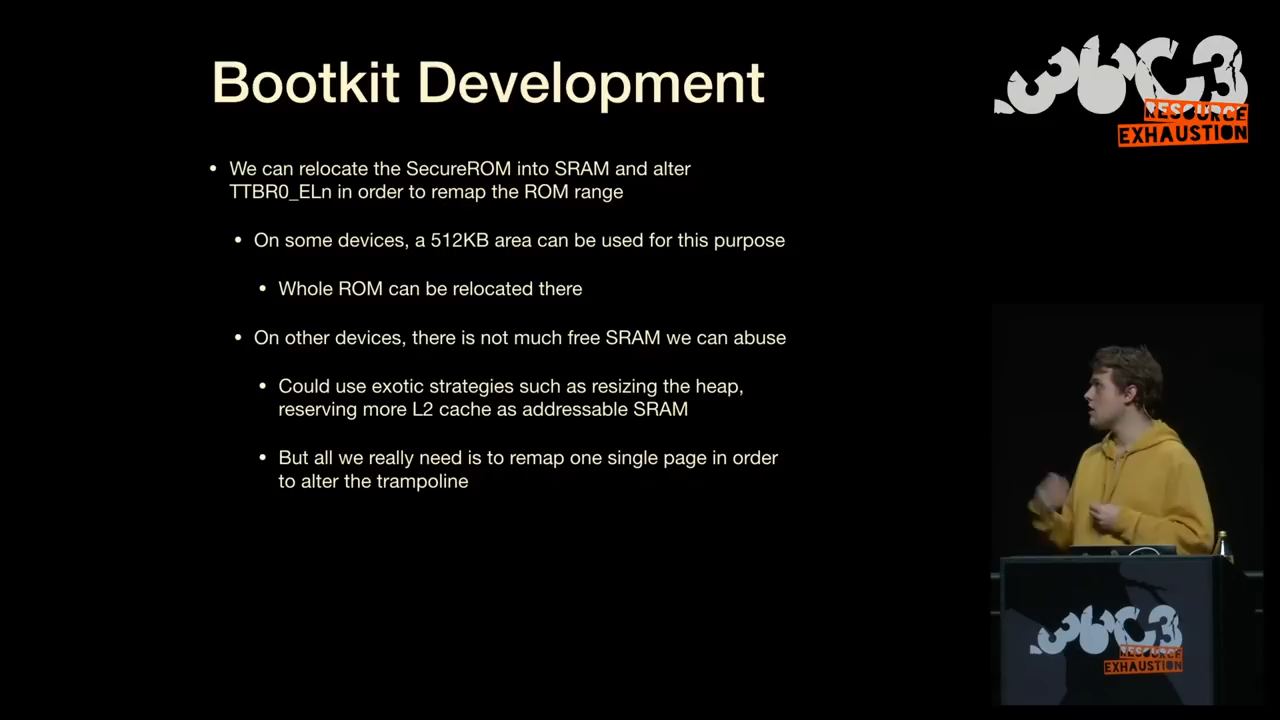 Bootkit Development
• We can relocate the SecureROM into SRAM and alter
TTBR0_ELn in order to remap the ROM range
• On some devices, a 512KB area can be used for this purpose
• Whole ROM can be relocated there
• On other devices, there is not much free SRAM we can abuse
• Could use exotic strategies such as resizing the heap,
reserving more L2 cache as addressable SRAM
• But all we really need is to remap one single page in order
to alter the trampoline
36C3
RESOURCE
EXHAUSTION
36C3
RESOURCE
EXHAUSTION